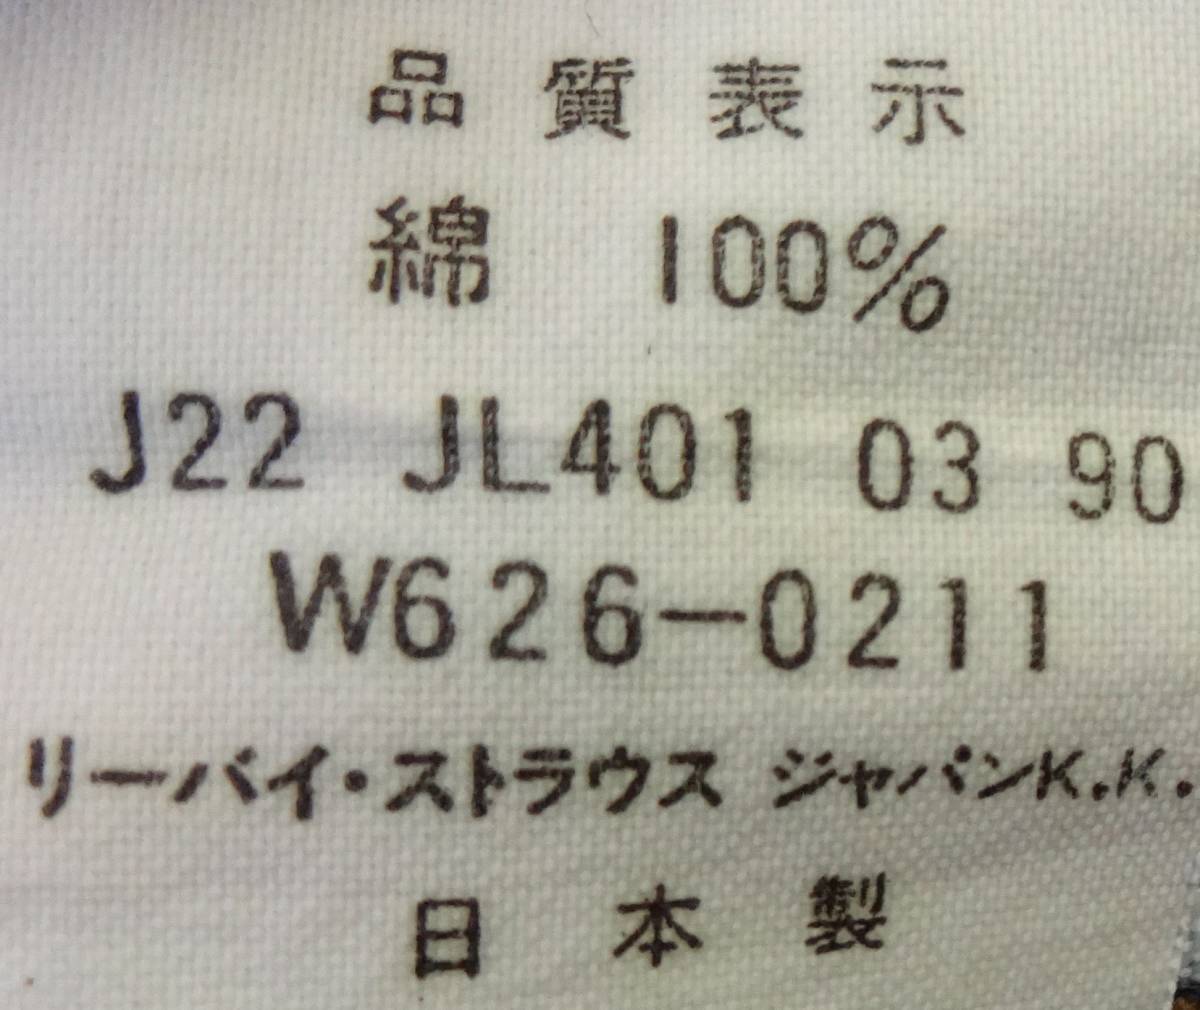 品質表示
綿 100%
J22 JL401 03 90
W626-0211
リーバイ・ストラウス ジャパンK.K.
日本製